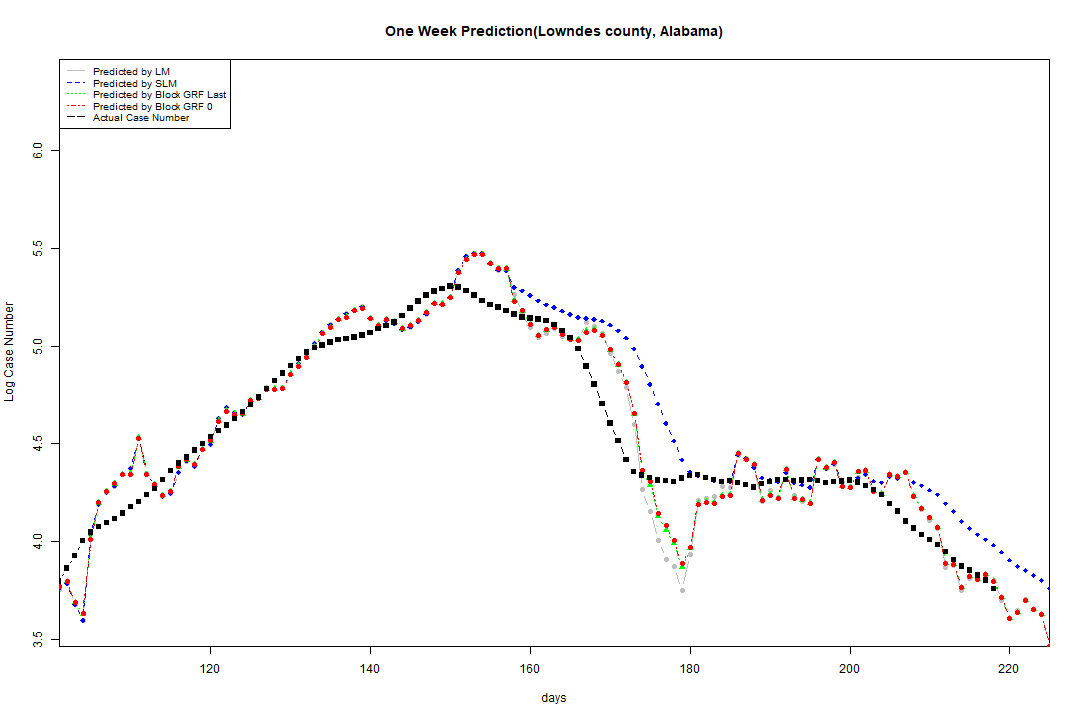 One Week Prediction(Lowndes county, Alabama)
Predicted by LM
Predicted by SLM
Predicted by Block GRF Last
Predicted by Block GRF 0
Actual Case Number
Log Case Number
6.0
5.5
5.0
4.5
4.0
3.5
120 140 160 180 200 220
days